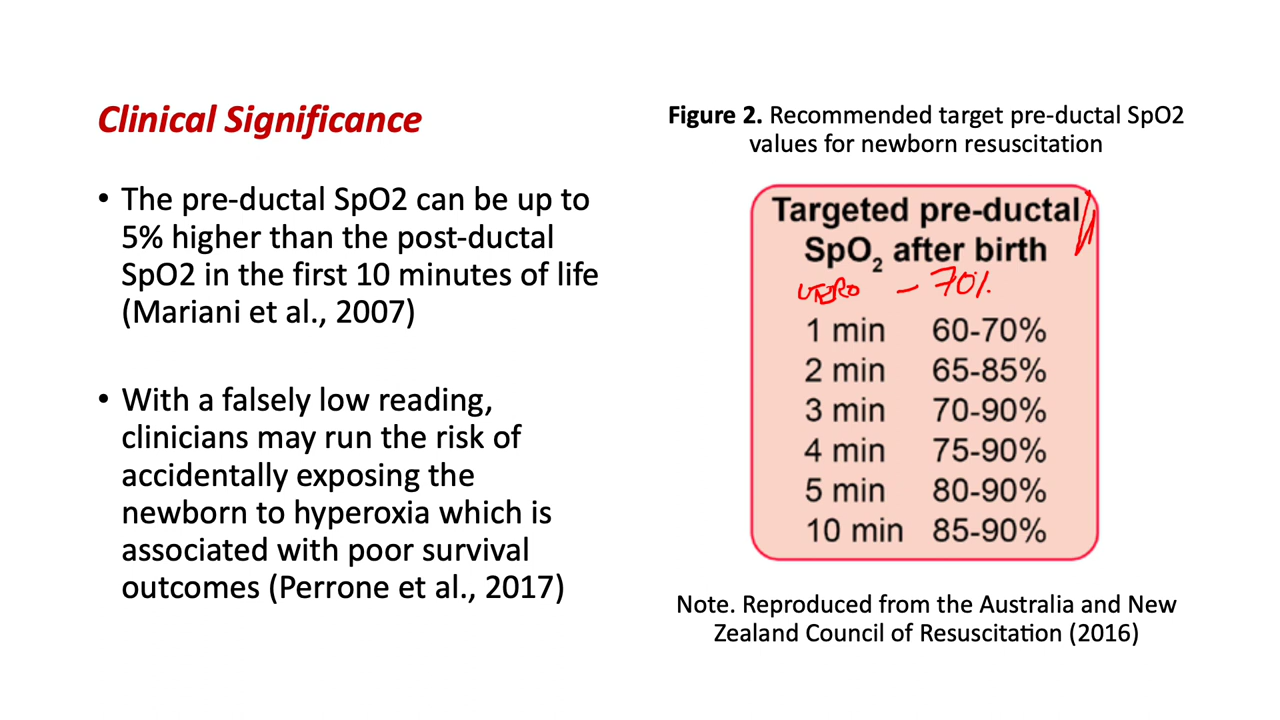 Clinical Significance
• The pre-ductal SpO2 can be up to
5% higher than the post-ductal
SpO2 in the first 10 minutes of life
(Mariani et al., 2007)
• With a falsely low reading,
clinicians may run the risk of
accidentally exposing the
newborn to hyperoxia which is
associated with poor survival
outcomes (Perrone et al., 2017)
Figure 2. Recommended target pre-ductal SpO2
values for newborn resuscitation
Targeted pre-ductal
SpO₂ after birth
UTERO – 70%
1 min 60-70%
2 min 65-85%
3 min 70-90%
4 min 75-90%
5 min 80-90%
10 min 85-90%
Note. Reproduced from the Australia and New
Zealand Council of Resuscitation (2016)